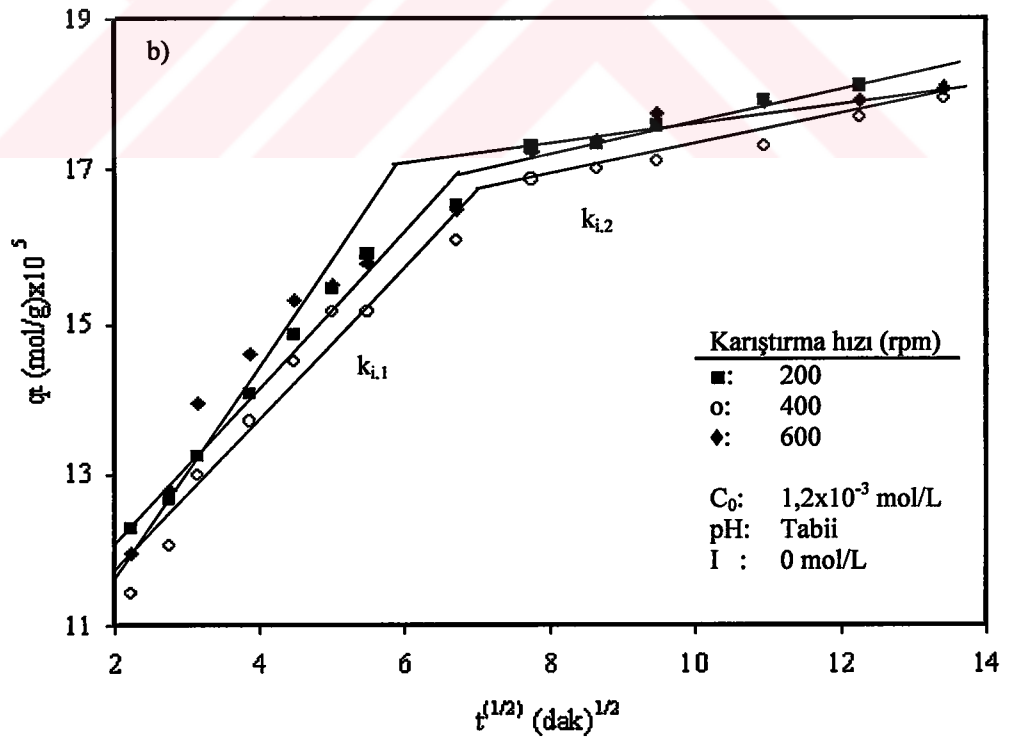 19
b)
17
15
13
11
qt (mol/g)x10^5
k_i.2
k_i.1
Karıştırma hızı (rpm)
■: 200
o: 400
♦: 600
C_0: 1,2x10^-3 mol/L
pH: Tabii
I : 0 mol/L
2 4 6 8 10 12 14
t^(1/2) (dak)^1/2